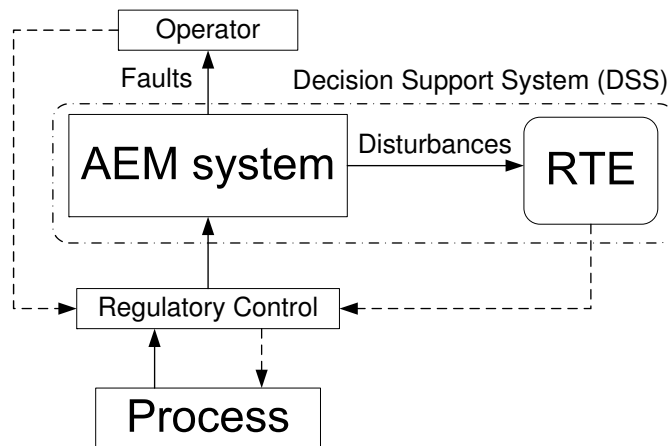 Operator
Faults
Decision Support System (DSS)
AEM system
Disturbances
RTE
Regulatory Control
Process